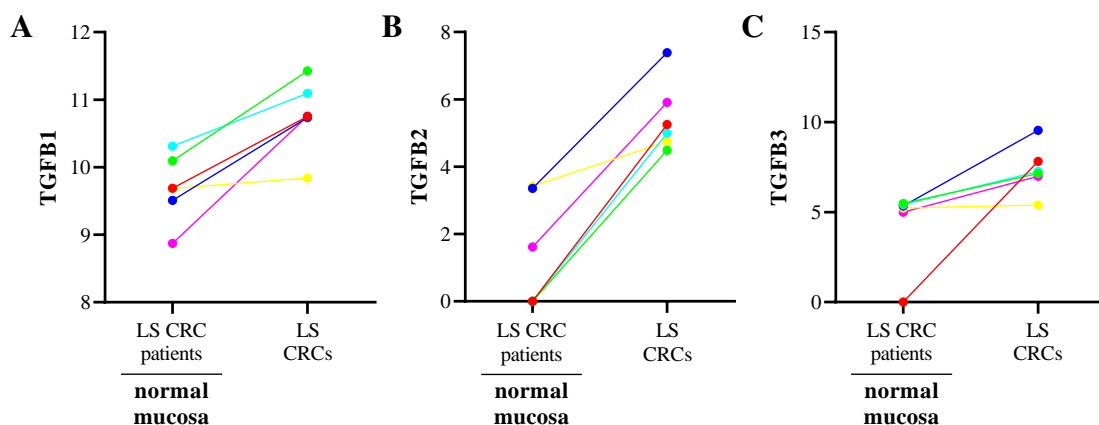 A
TGFB1
12
11
10
9
8
LS CRC
patients
normal
mucosa
LS
CRCs
B
TGFB2
8
6
4
2
0
LS CRC
patients
normal
mucosa
LS
CRCs
C
TGFB3
15
10
5
0
LS CRC
patients
normal
mucosa
LS
CRCs